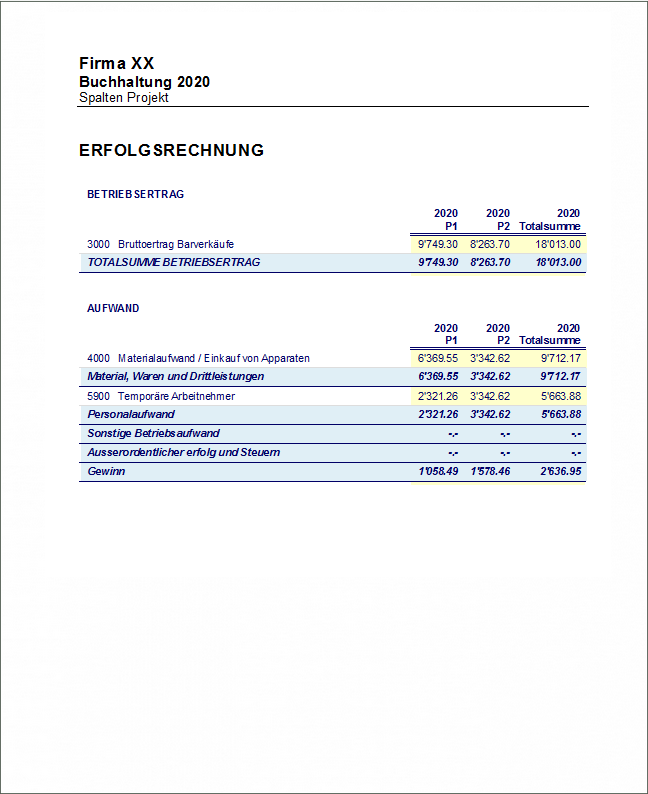 Firma XX
Buchhaltung 2020
Spalten Projekt
ERFOLGSRECHNUNG
BETRIEBSERTRAG
2020 2020 2020
P1 P2 Totalsumme
3000 Bruttoertrag Barverkäufe 9'749.30 8'263.70 18'013.00
TOTALSUMME BETRIEBSERTRAG 9'749.30 8'263.70 18'013.00
AUFWAND
2020 2020 2020
P1 P2 Totalsumme
4000 Materialaufwand / Einkauf von Apparaten 6'369.55 3'342.62 9'712.17
Material, Waren und Drittleistungen 6'369.55 3'342.62 9'712.17
5900 Temporäre Arbeitnehmer 2'321.26 3'342.62 5'663.88
Personalaufwand 2'321.26 3'342.62 5'663.88
Sonstige Betriebsaufwand -.- -.- -.-
Ausserordentlicher erfolg und Steuern -.- -.- -.-
Gewinn 1'058.49 1'578.46 2'636.95